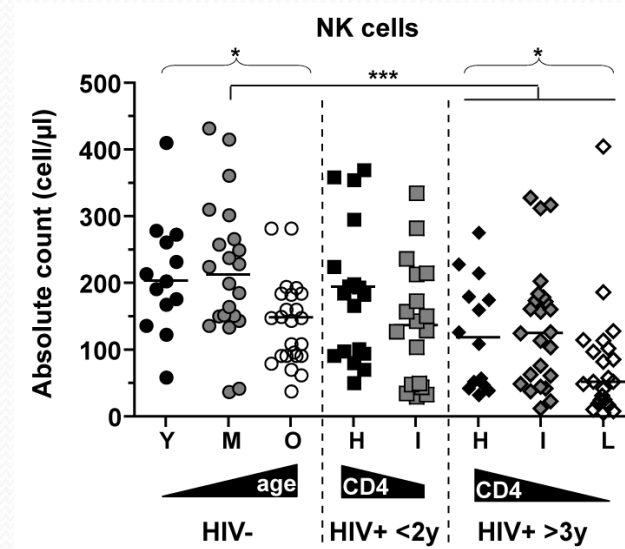 NK cells
* *
***
Absolute count (cell/µl)
500
400
300
200
100
0
Y M O H I H I L
age CD4 CD4
HIV- HIV+ <2y HIV+ >3y